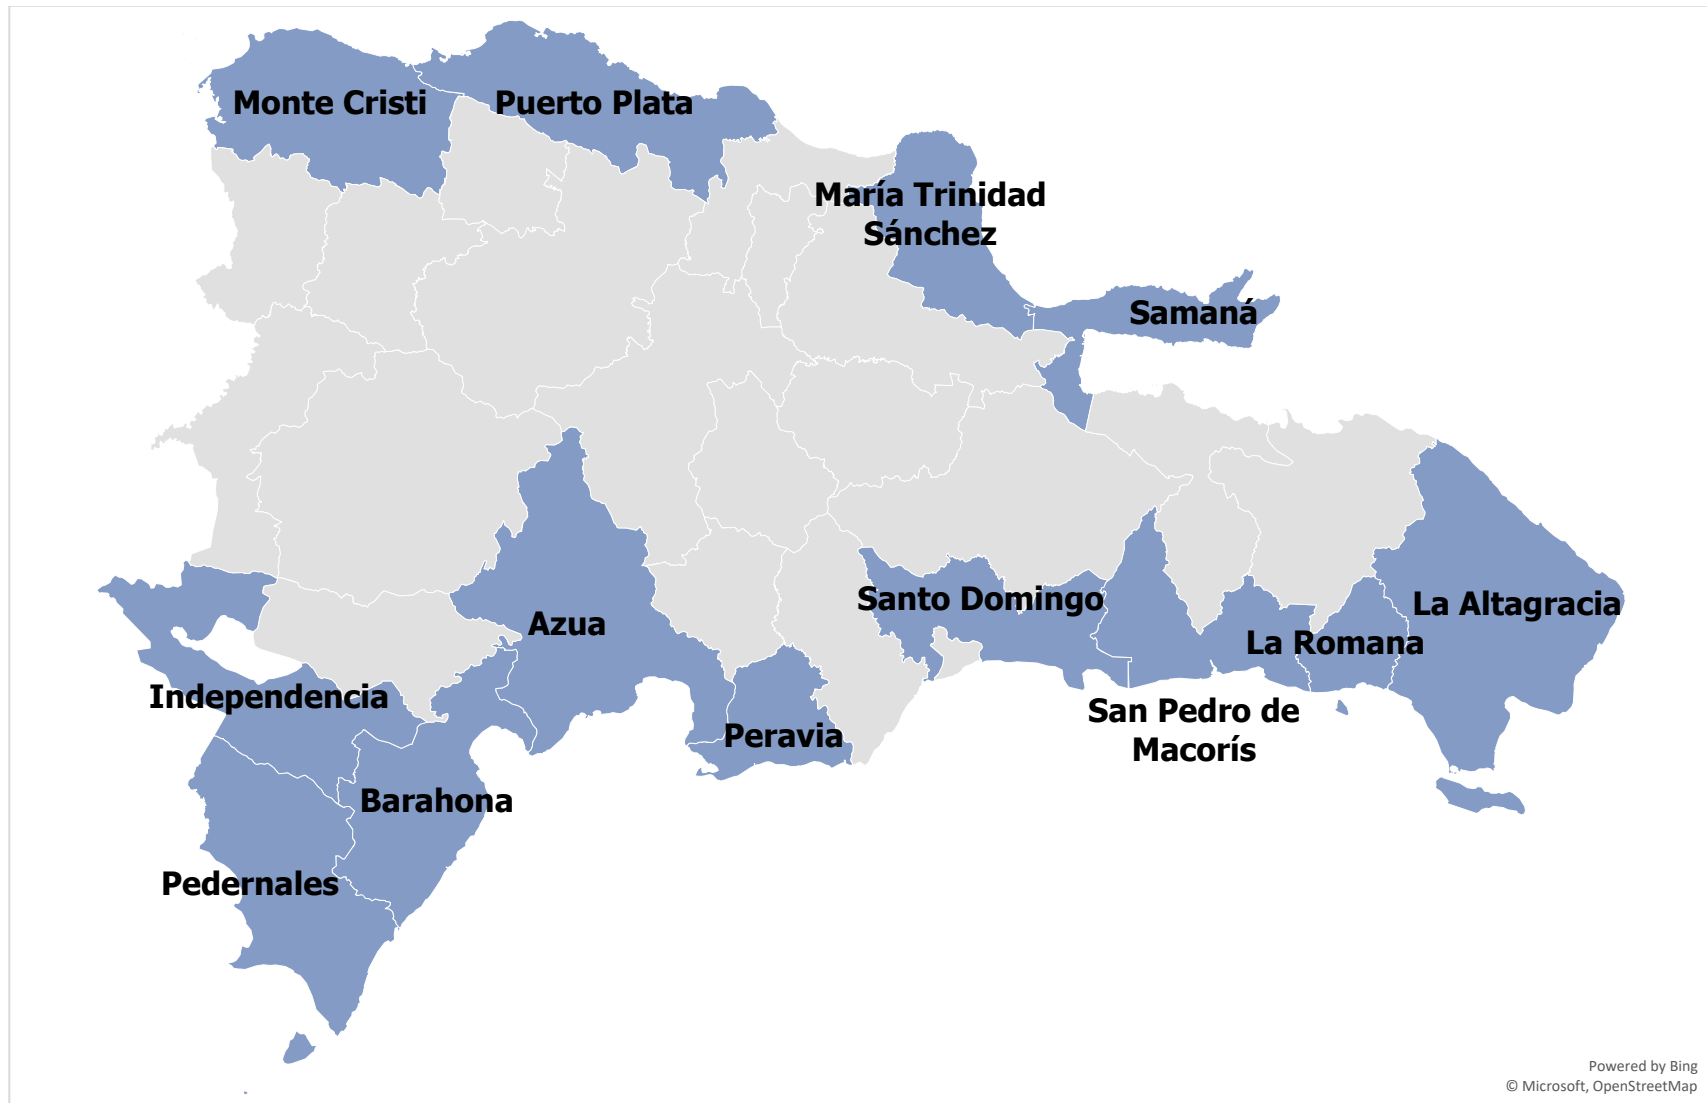 Monte Cristi
Puerto Plata
María Trinidad
Sánchez
Samaná
Santo Domingo
La Altagracia
Azua
La Romana
Independencia
San Pedro de
Macorís
Peravia
Barahona
Pedernales
Powered by Bing
© Microsoft, OpenStreetMap